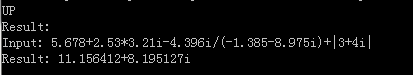 UP
Result:
Input: 5.678+2.53*3.21i-4.396i/(-1.385-8.975i)+|3+4i|
Result: 11.156412+8.195127i